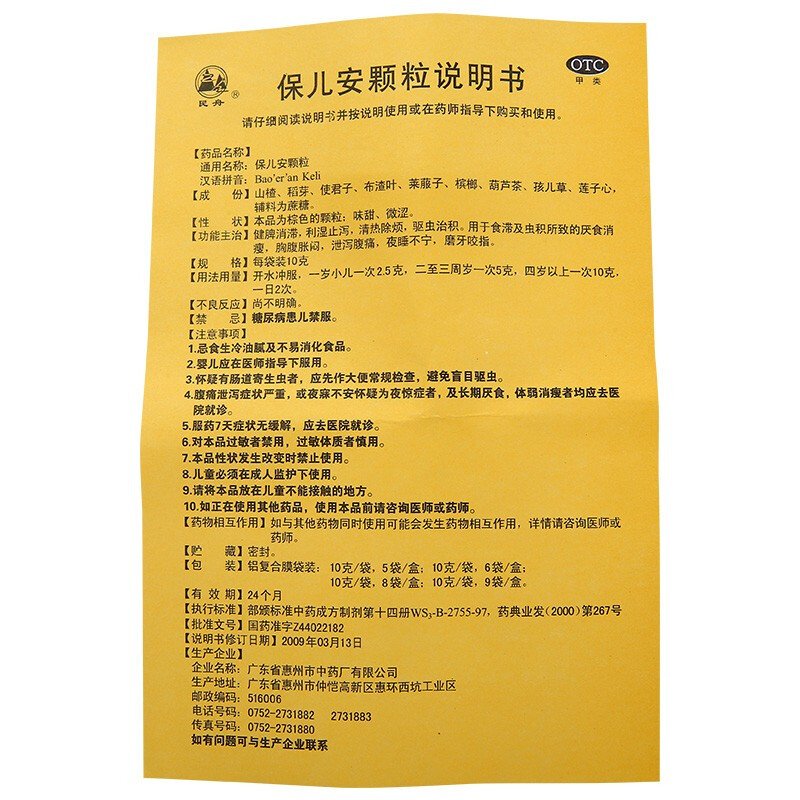 民舟
®
OTC
甲 类
保儿安颗粒说明书
请仔细阅读说明书并按说明使用或在药师指导下购买和使用。
【药品名称】
通用名称：保儿安颗粒
汉语拼音：Bao'er'an Keli
【成　份】山楂、稻芽、使君子、布渣叶、莱菔子、槟榔、葫芦茶、孩儿草、莲子心，
辅料为蔗糖。
【性　状】本品为棕色的颗粒；味甜、微涩。
【功能主治】健脾消滞，利湿止泻，清热除烦，驱虫治积。用于食滞及虫积所致的厌食消
瘦，胸腹胀闷，泄泻腹痛，夜睡不宁，磨牙咬指。
【规　格】每袋装10克
【用法用量】开水冲服，一岁小儿一次2.5克，二至三周岁一次5克，四岁以上一次10克，
一日2次。
【不良反应】尚不明确。
【禁　忌】糖尿病患儿禁服。
【注意事项】
1.忌食生冷油腻及不易消化食品。
2.婴儿应在医师指导下服用。
3.怀疑有肠道寄生虫者，应先作大便常规检查，避免盲目驱虫。
4.腹痛泄泻症状严重，或夜寐不安怀疑为夜惊症者，及长期厌食，体弱消瘦者均应去医
院就诊。
5.服药7天症状无缓解，应去医院就诊。
6.对本品过敏者禁用，过敏体质者慎用。
7.本品性状发生改变时禁止使用。
8.儿童必须在成人监护下使用。
9.请将本品放在儿童不能接触的地方。
10.如正在使用其他药品，使用本品前请咨询医师或药师。
【药物相互作用】如与其他药物同时使用可能会发生药物相互作用，详情请咨询医师或
药师。
【贮　藏】密封。
【包　装】铝复合膜袋装：10克/袋，5袋/盒；10克/袋，6袋/盒；
10克/袋，8袋/盒；10克/袋，9袋/盒。
【有 效 期】24个月
【执行标准】部颁标准中药成方制剂第十四册WS₃-B-2755-97，药典业发(2000)第267号
【批准文号】国药准字Z44022182
【说明书修订日期】2009年03月13日
【生产企业】
企业名称：广东省惠州市中药厂有限公司
生产地址：广东省惠州市仲恺高新区惠环西坑工业区
邮政编码：516006
电话号码：0752-2731882　2731883
传真号码：0752-2731880
如有问题可与生产企业联系